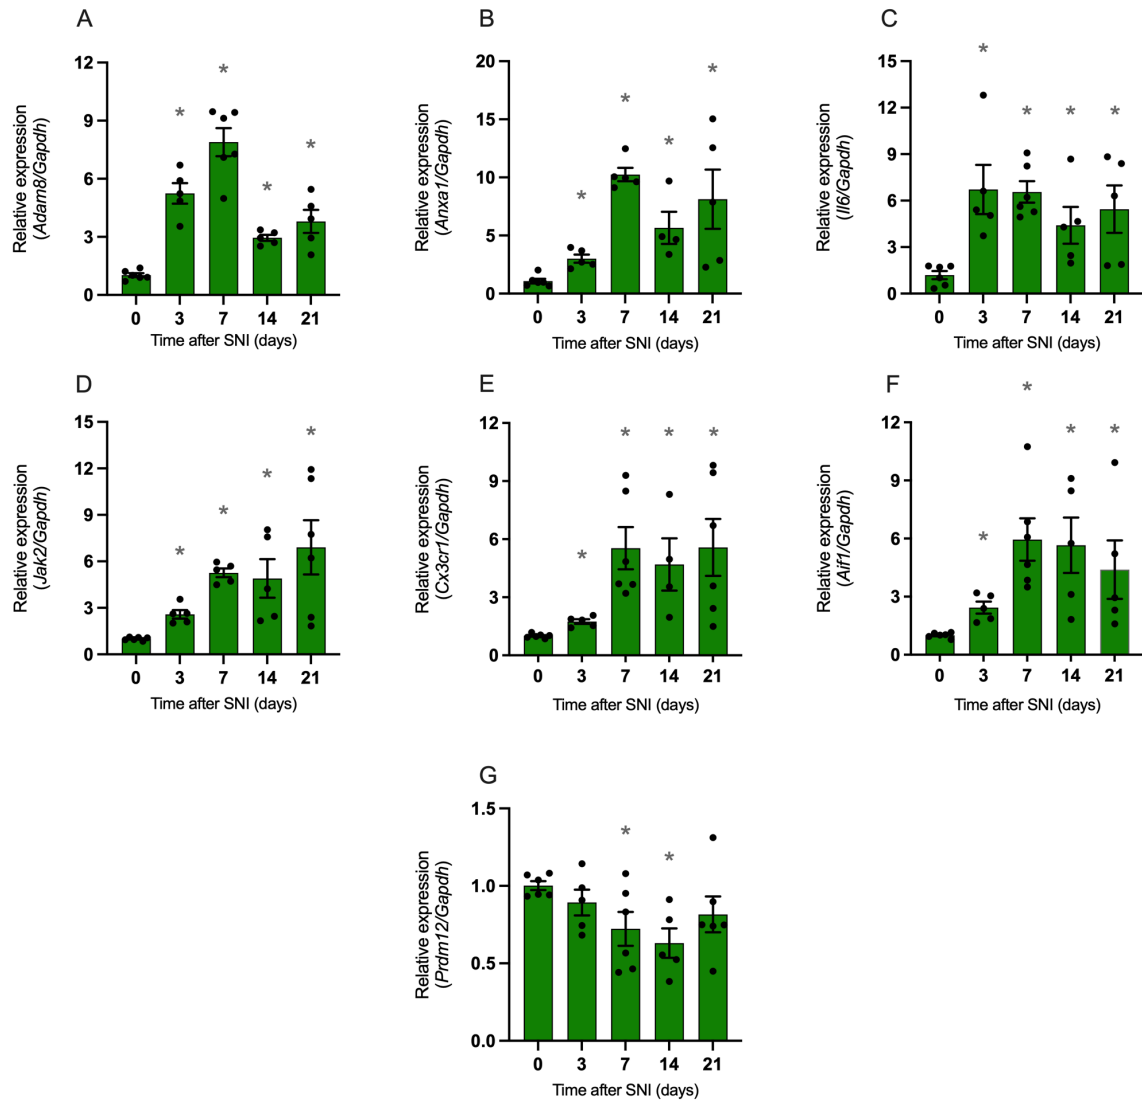 A
12
9
6
3
0
Relative expression
(Adam8/Gapdh)
* * * * *
0 3 7 14 21
Time after SNI (days)
B
20
15
10
5
0
Relative expression
(Anxa1/Gapdh)
* * * *
0 3 7 14 21
Time after SNI (days)
C
15
12
9
6
3
0
Relative expression
(Il6/Gapdh)
* * * *
0 3 7 14 21
Time after SNI (days)
D
15
12
9
6
3
0
Relative expression
(Jak2/Gapdh)
* * * *
0 3 7 14 21
Time after SNI (days)
E
12
9
6
3
0
Relative expression
(Cx3cr1/Gapdh)
* * * *
0 3 7 14 21
Time after SNI (days)
F
12
9
6
3
0
Relative expression
(Aif1/Gapdh)
* * * *
0 3 7 14 21
Time after SNI (days)
G
1.5
1.0
0.5
0.0
Relative expression
(Prdm12/Gapdh)
* *
0 3 7 14 21
Time after SNI (days)